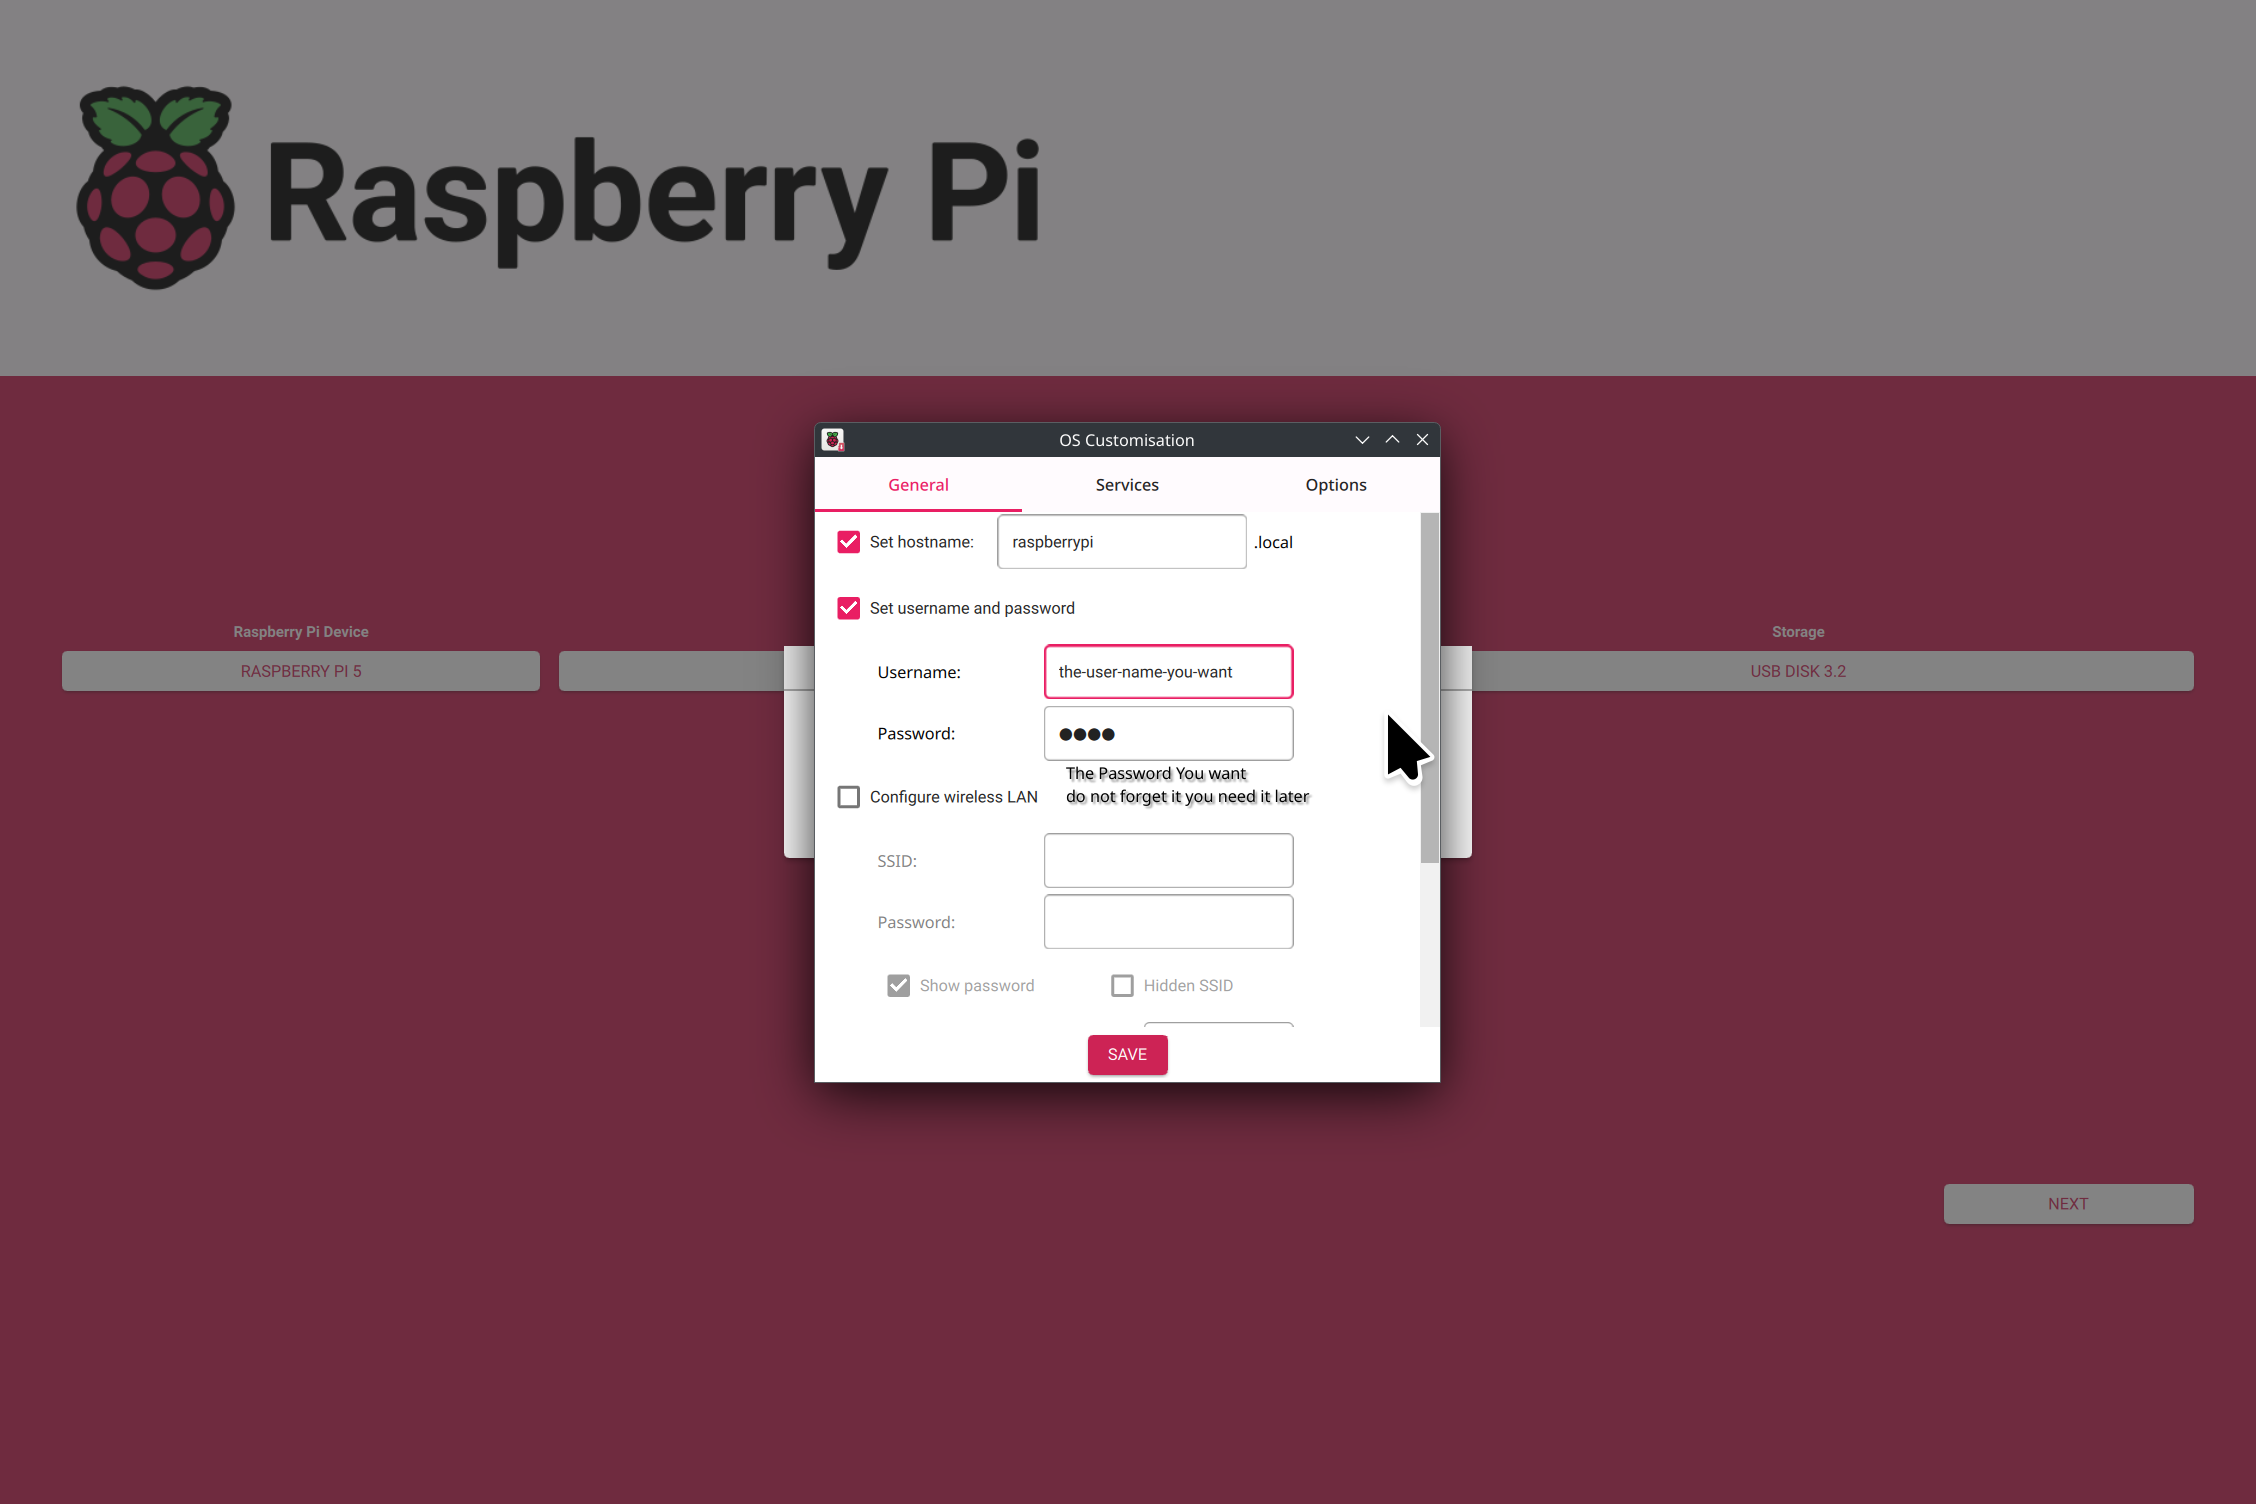 Raspberry Pi
OS Customisation
General Services Options
Set hostname: raspberrypi .local
Set username and password
Raspberry Pi Device
Storage
RASPBERRY PI 5
USB DISK 3.2
Username: the-user-name-you-want
Password: ●●●●
The Password You want
do not forget it you need it later
Configure wireless LAN
SSID:
Password:
Show password Hidden SSID
SAVE
NEXT